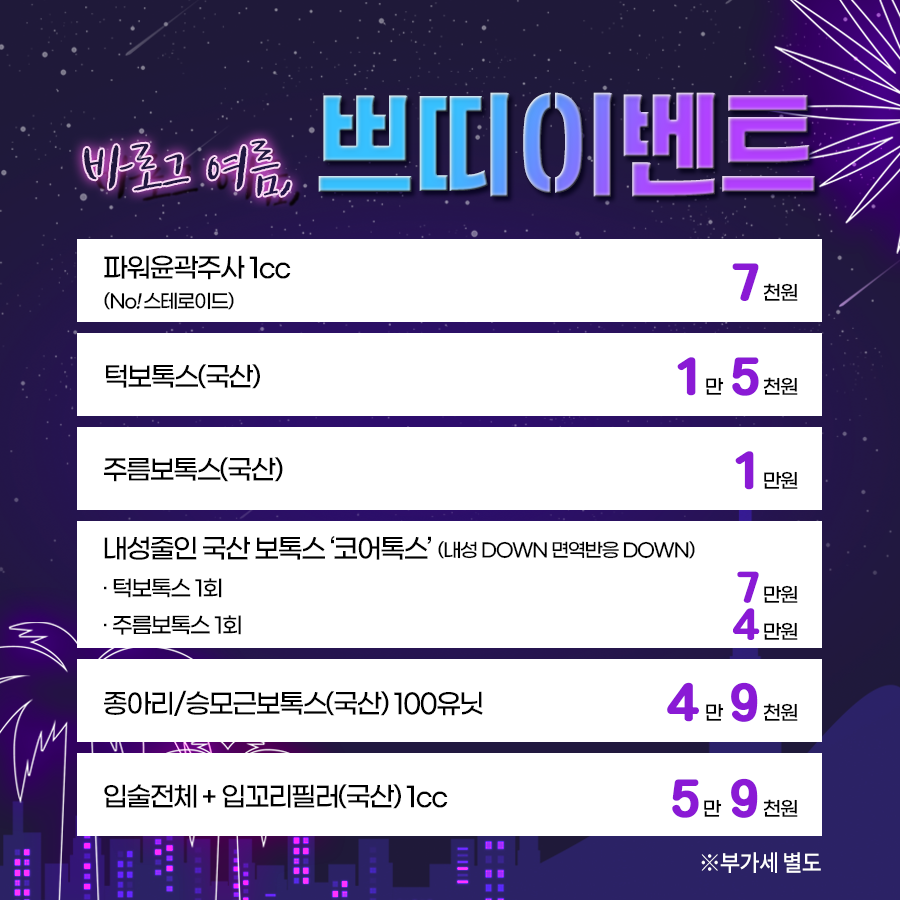 바로그 여름, 쁘띠이벤트
파워윤곽주사 1cc
(No! 스테로이드)
7천원
턱보톡스(국산) 1만 5천원
주름보톡스(국산) 1만원
내성줄인 국산 보톡스 ‘코어톡스’ (내성 DOWN 면역반응 DOWN)
· 턱보톡스 1회 7만원
· 주름보톡스 1회 4만원
종아리/승모근보톡스(국산) 100유닛 4만 9천원
입술전체 + 입꼬리필러(국산) 1cc 5만 9천원
※부가세 별도